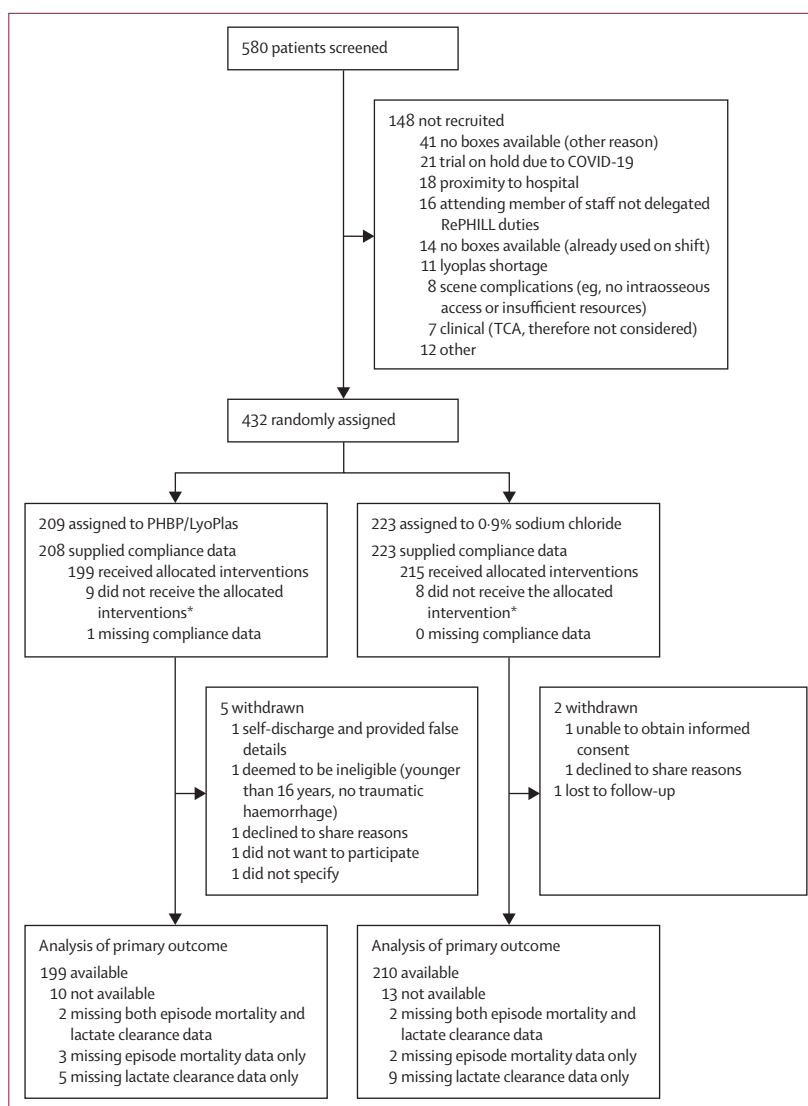 580 patients screened
148 not recruited
41 no boxes available (other reason)
21 trial on hold due to COVID-19
18 proximity to hospital
16 attending member of staff not delegated
RePHILL duties
14 no boxes available (already used on shift)
11 lyoplas shortage
8 scene complications (eg, no intraosseous
access or insufficient resources)
7 clinical (TCA, therefore not considered)
12 other
432 randomly assigned
209 assigned to PHBP/LyoPlas
208 supplied compliance data
199 received allocated interventions
9 did not receive the allocated
interventions*
1 missing compliance data
223 assigned to 0·9% sodium chloride
223 supplied compliance data
215 received allocated interventions
8 did not receive the allocated
intervention*
0 missing compliance data
5 withdrawn
1 self-discharge and provided false
details
1 deemed to be ineligible (younger
than 16 years, no traumatic
haemorrhage)
1 declined to share reasons
1 did not want to participate
1 did not specify
2 withdrawn
1 unable to obtain informed
consent
1 declined to share reasons
1 lost to follow-up
Analysis of primary outcome
199 available
10 not available
2 missing both episode mortality and
lactate clearance data
3 missing episode mortality data only
5 missing lactate clearance data only
Analysis of primary outcome
210 available
13 not available
2 missing both episode mortality and
lactate clearance data
2 missing episode mortality data only
9 missing lactate clearance data only